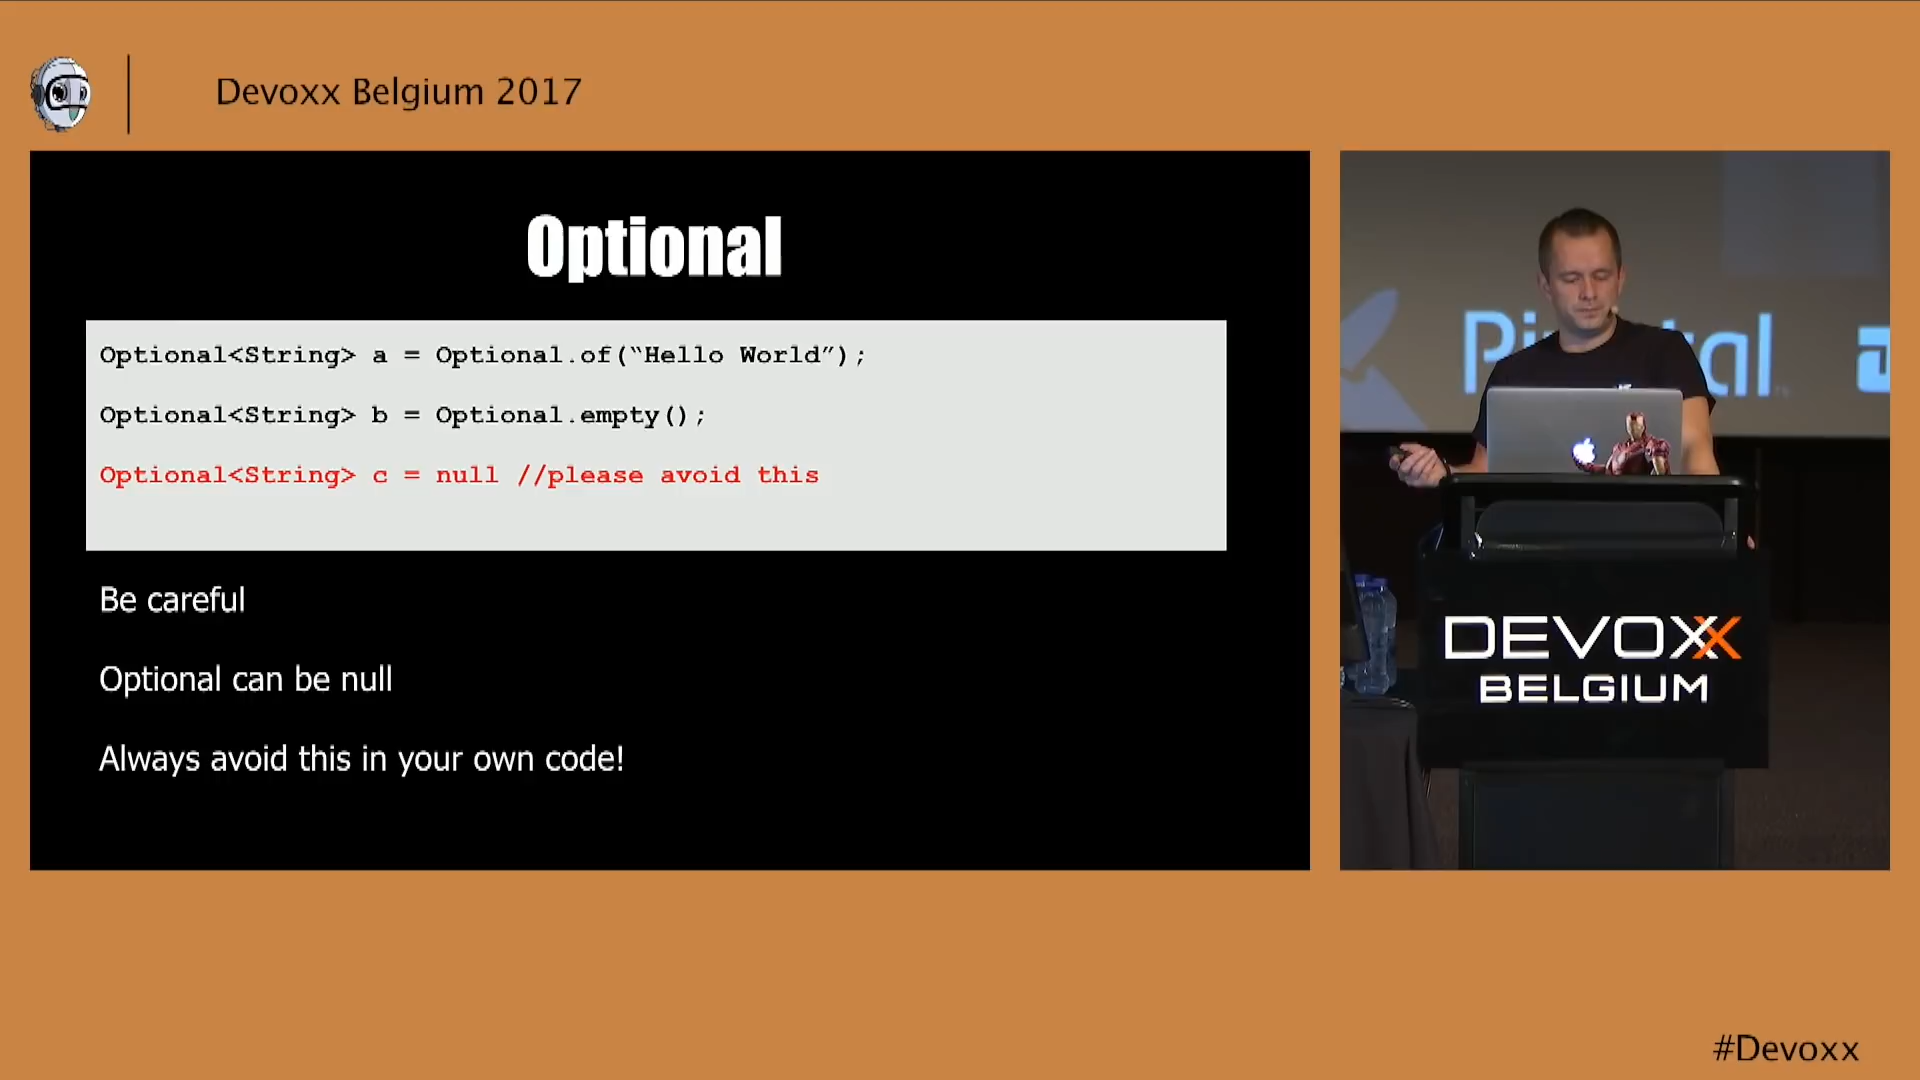 Devoxx Belgium 2017
Optional
Optional<String> a = Optional.of(“Hello World”);
Optional<String> b = Optional.empty();
Optional<String> c = null //please avoid this
Be careful
Optional can be null
Always avoid this in your own code!
DEVOXX
BELGIUM
#Devoxx